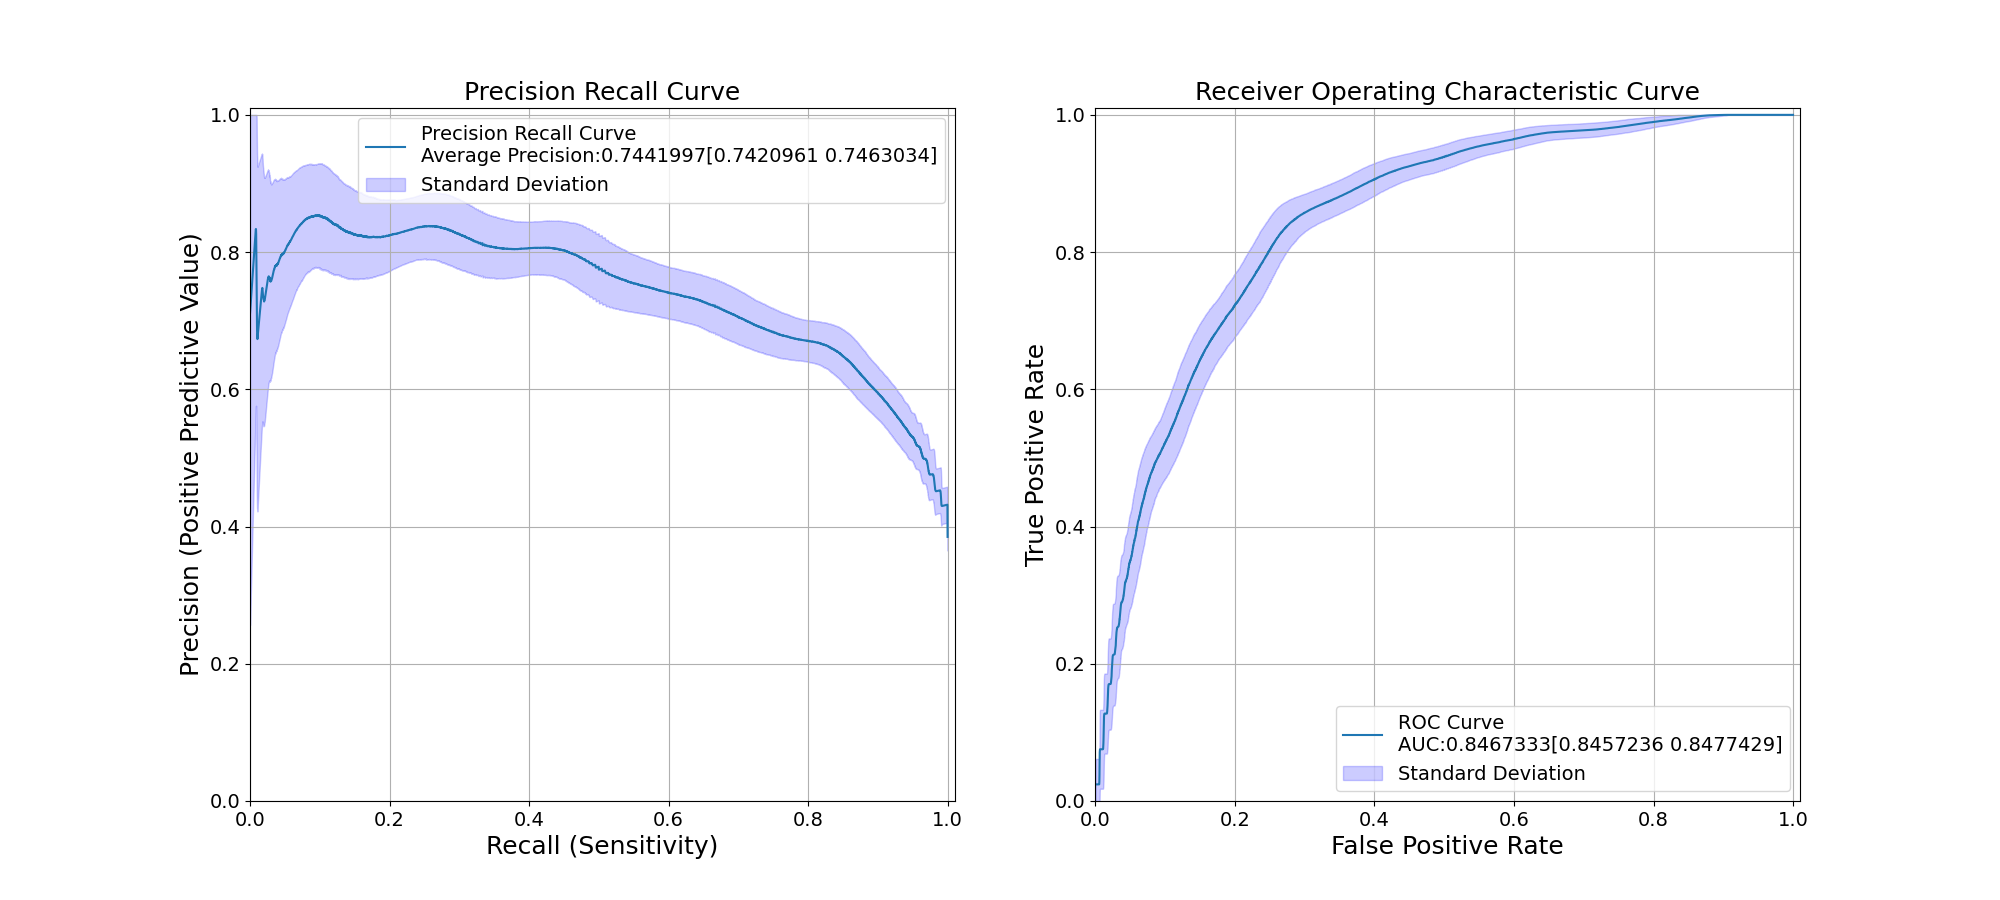 Precision Recall Curve
Precision Recall Curve
Average Precision:0.7441997[0.7420961 0.7463034]
Standard Deviation
Precision (Positive Predictive Value)
1.0
0.8
0.6
0.4
0.2
0.0
0.0 0.2 0.4 0.6 0.8 1.0
Recall (Sensitivity)
Receiver Operating Characteristic Curve
True Positive Rate
1.0
0.8
0.6
0.4
0.2
0.0
ROC Curve
AUC:0.8467333[0.8457236 0.8477429]
Standard Deviation
0.0 0.2 0.4 0.6 0.8 1.0
False Positive Rate